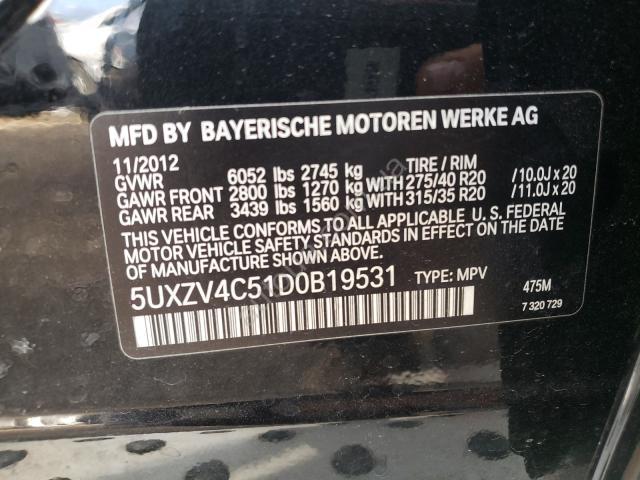 MFD BY BAYERISCHE MOTOREN WERKE AG
11/2012 TIRE / RIM
GVWR 6052 lbs 2745 kg
GAWR FRONT 2800 lbs 1270 kg WITH 275/40 R20 /10.0J x 20
GAWR REAR 3439 lbs 1560 kg WITH 315/35 R20 /11.0J x 20
THIS VEHICLE CONFORMS TO ALL APPLICABLE U. S. FEDERAL
MOTOR VEHICLE SAFETY STANDARDS IN EFFECT ON THE
DATE OF MANUFACTURE SHOWN ABOVE.
5UXZV4C51D0B19531 TYPE: MPV 475M
7 320 729